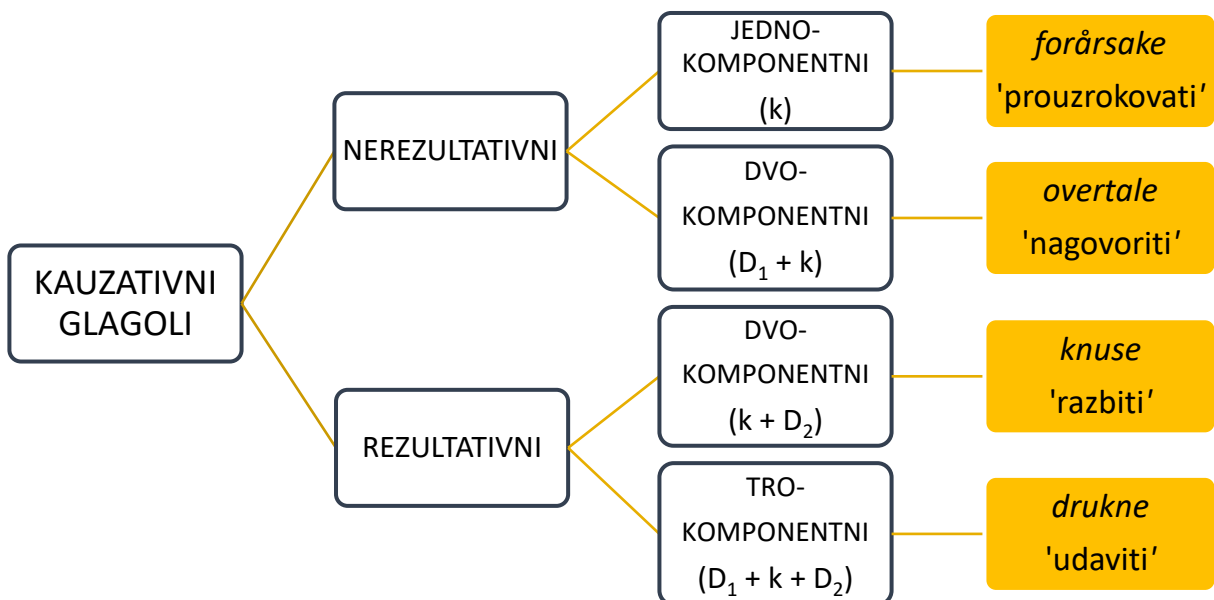 KAUZATIVNI
GLAGOLI
NEREZULTATIVNI
JEDNO-
KOMPONENTNI
(k)
forårsake
'prouzrokovati'
DVO-
KOMPONENTNI
(D₁ + k)
overtale
'nagovoriti'
REZULTATIVNI
DVO-
KOMPONENTNI
(k + D₂)
knuse
'razbiti'
TRO-
KOMPONENTNI
(D₁ + k + D₂)
drukne
'udaviti'